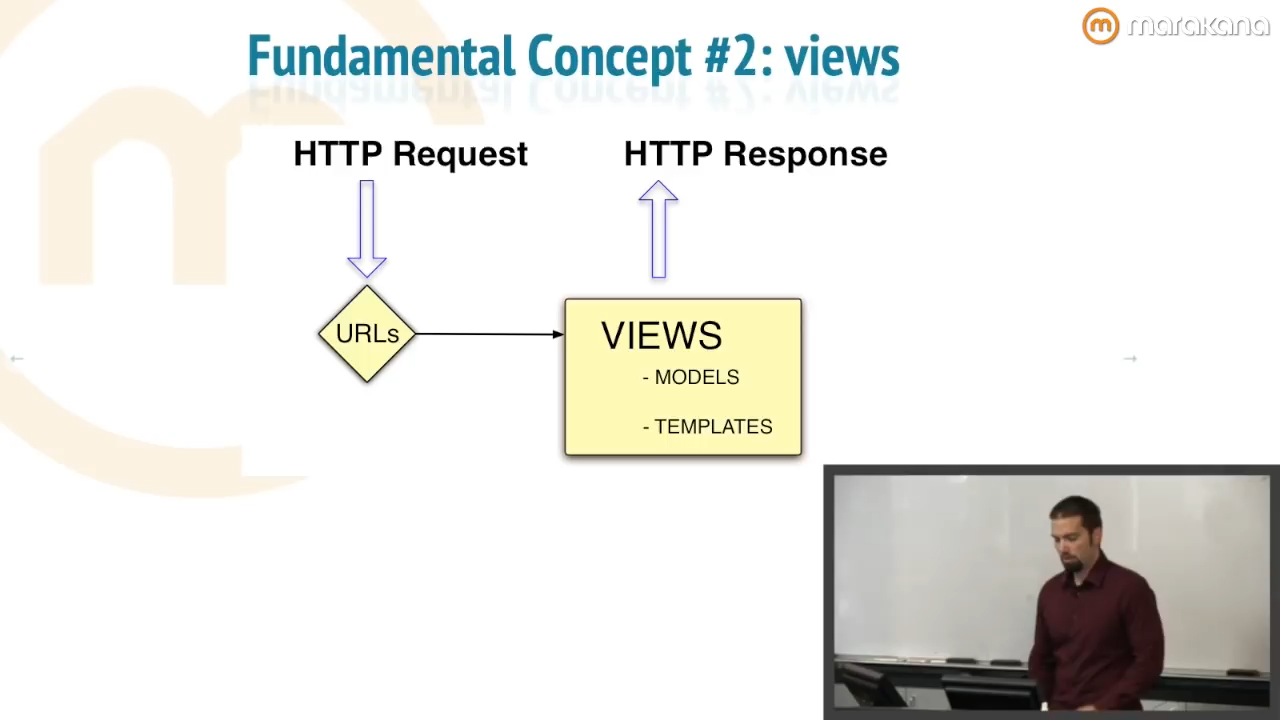 marakana
Fundamental Concept #2: views
HTTP Request
HTTP Response
URLs
VIEWS
- MODELS
- TEMPLATES